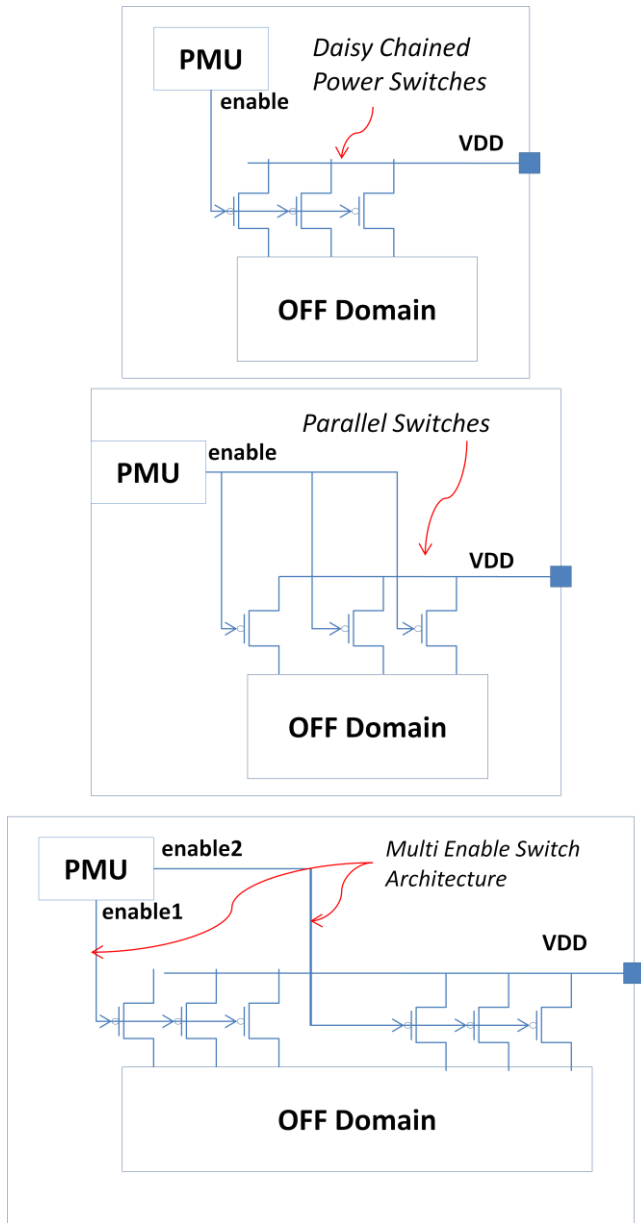 PMU
enable
Daisy Chained
Power Switches
VDD
OFF Domain
Parallel Switches
enable
PMU
VDD
OFF Domain
enable2
Multi Enable Switch
Architecture
PMU
enable1
VDD
OFF Domain